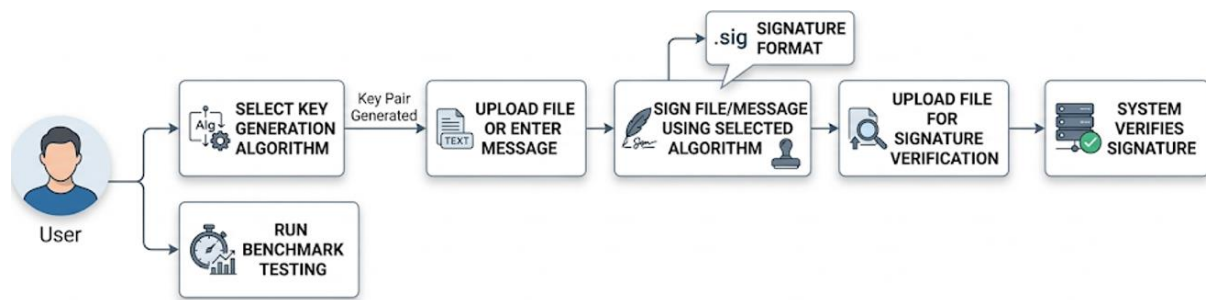 .sig SIGNATURE
FORMAT
Alg
SELECT KEY
GENERATION
ALGORITHM
Key Pair
Generated
TEXT
UPLOAD FILE
OR ENTER
MESSAGE
SIGN FILE/MESSAGE
USING SELECTED
ALGORITHM
UPLOAD FILE
FOR
SIGNATURE
VERIFICATION
SYSTEM
VERIFIES
SIGNATURE
User
RUN
BENCHMARK
TESTING